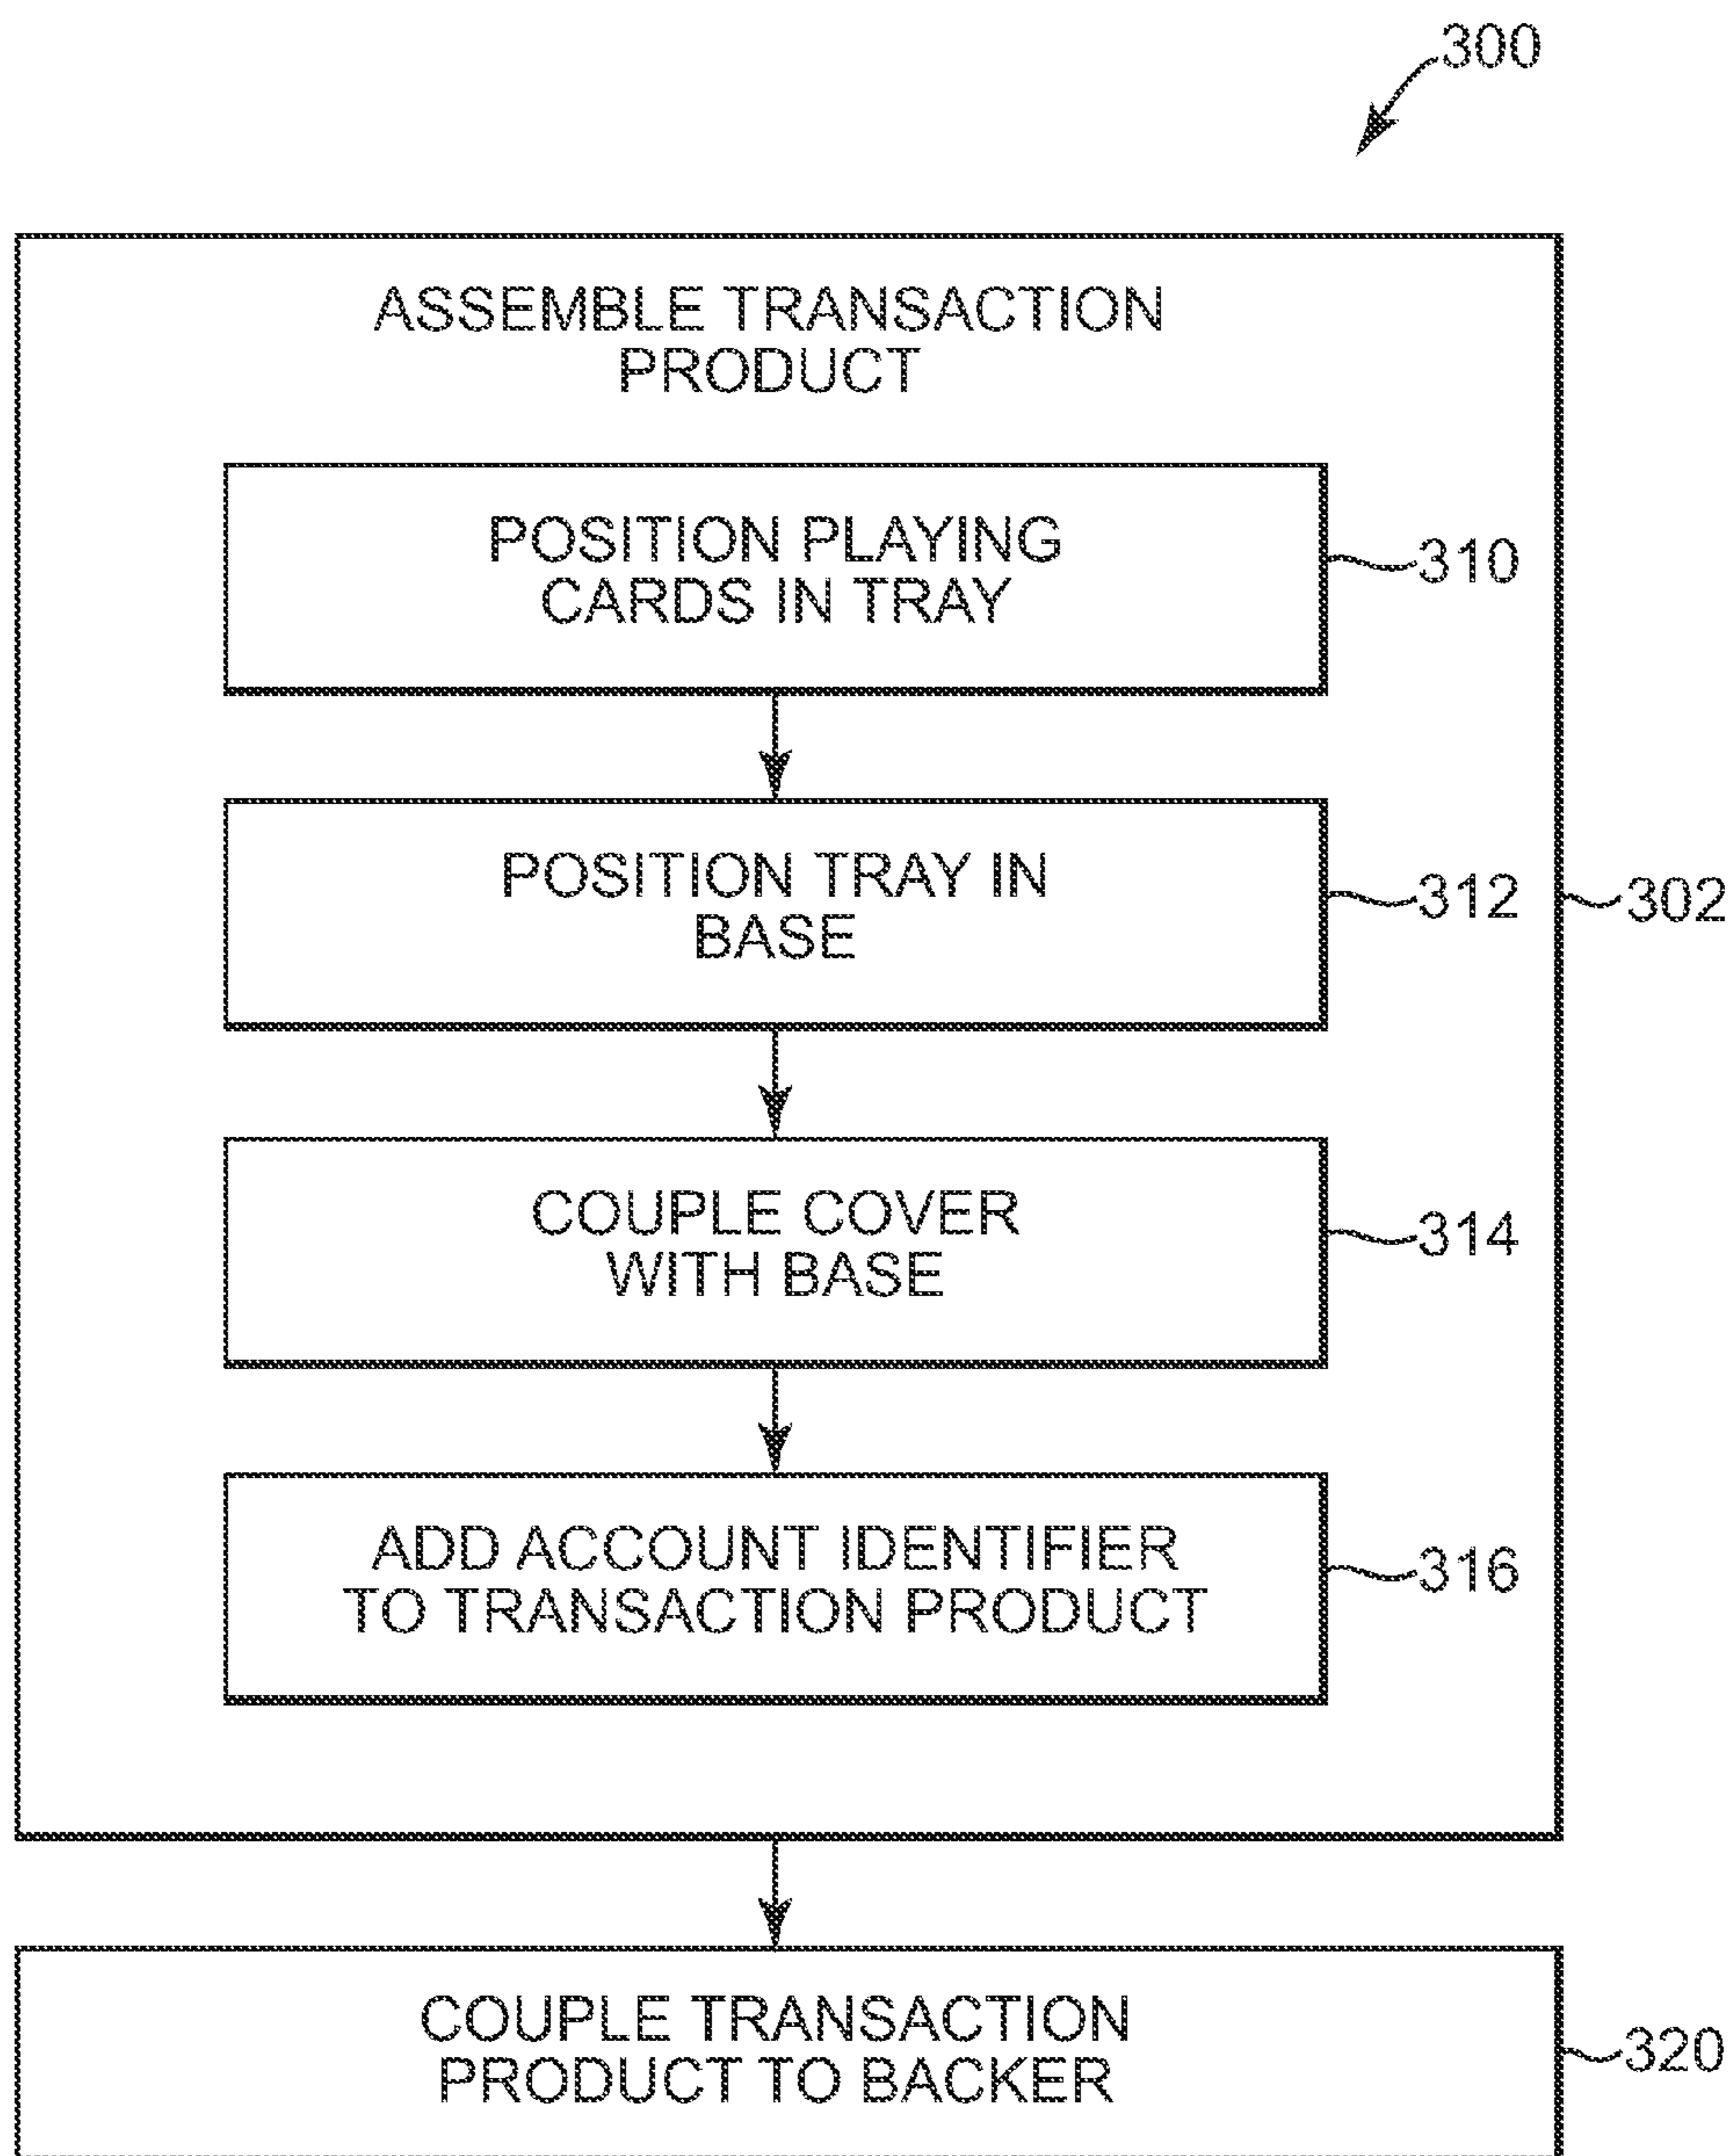 300
ASSEMBLE TRANSACTION
PRODUCT
POSITION PLAYING
CARDS IN TRAY
310
POSITION TRAY IN
BASE
312
302
COUPLE COVER
WITH BASE
314
ADD ACCOUNT IDENTIFIER
TO TRANSACTION PRODUCT
316
COUPLE TRANSACTION
PRODUCT TO BACKER
320